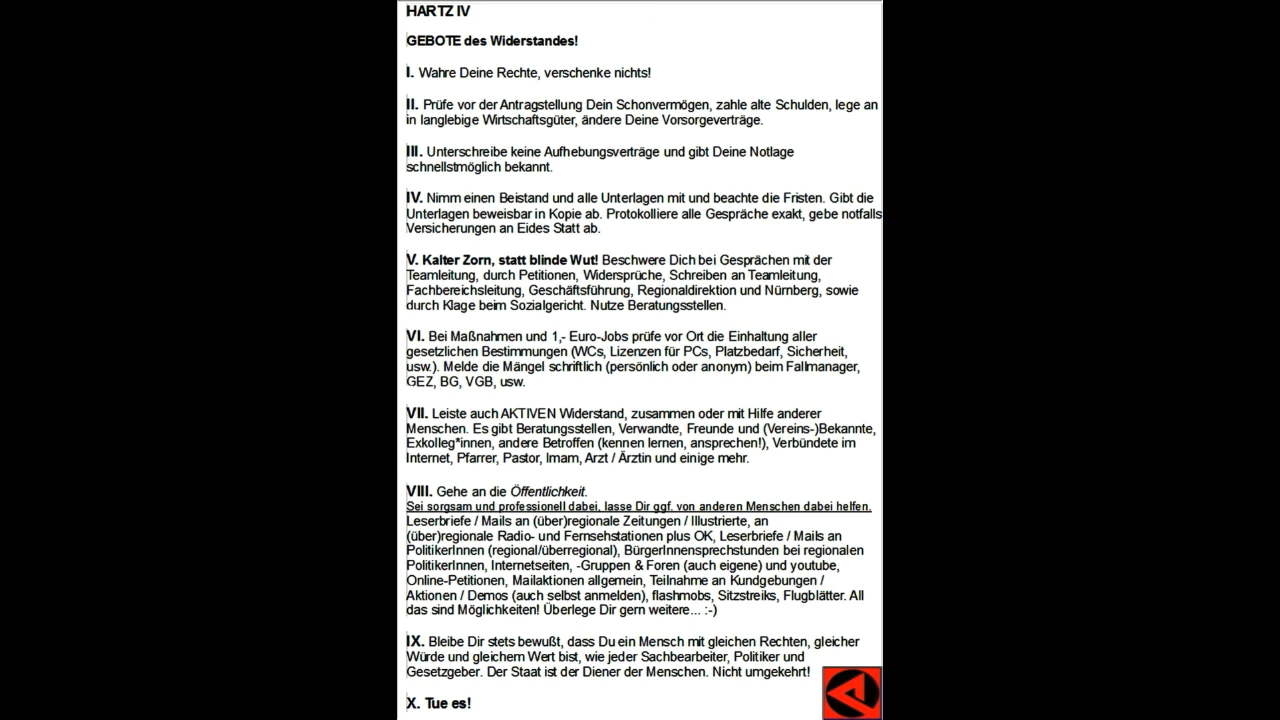 HARTZ IV
GEBOTE des Widerstandes!
I. Wahre Deine Rechte, verschenke nichts!
II. Prüfe vor der Antragstellung Dein Schonvermögen, zahle alte Schulden, lege an
in langlebige Wirtschaftsgüter, ändere Deine Vorsorgeverträge.
III. Unterschreibe keine Aufhebungsverträge und gibt Deine Notlage
schnellstmöglich bekannt.
IV. Nimm einen Beistand und alle Unterlagen mit und beachte die Fristen. Gibt die
Unterlagen beweisbar in Kopie ab. Protokolliere alle Gespräche exakt, gebe notfalls
Versicherungen an Eides Statt ab.
V. Kalter Zorn, statt blinde Wut! Beschwere Dich bei Gesprächen mit der
Teamleitung, durch Petitionen, Widersprüche, Schreiben an Teamleitung,
Fachbereichsleitung, Geschäftsführung, Regionaldirektion und Nürnberg, sowie
durch Klage beim Sozialgericht. Nutze Beratungsstellen.
VI. Bei Maßnahmen und 1,- Euro-Jobs prüfe vor Ort die Einhaltung aller
gesetzlichen Bestimmungen (WCs, Lizenzen für PCs, Platzbedarf, Sicherheit,
usw.). Melde die Mängel schriftlich (persönlich oder anonym) beim Fallmanager,
GEZ, BG, VGB, usw.
VII. Leiste auch AKTIVEN Widerstand, zusammen oder mit Hilfe anderer
Menschen. Es gibt Beratungsstellen, Verwandte, Freunde und (Vereins-)Bekannte,
Exkolleg*innen, andere Betroffen (kennen lernen, ansprechen!), Verbündete im
Internet, Pfarrer, Pastor, Imam, Arzt / Ärztin und einige mehr.
VIII. Gehe an die Öffentlichkeit.
Sei sorgsam und professionell dabei, lasse Dir ggf. von anderen Menschen dabei helfen.
Leserbriefe / Mails an (über)regionale Zeitungen / Illustrierte, an
(über)regionale Radio- und Fernsehstationen plus OK, Leserbriefe / Mails an
PolitikerInnen (regional/überregional), BürgerInnensprechstunden bei regionalen
PolitikerInnen, Internetseiten, -Gruppen & Foren (auch eigene) und youtube,
Online-Petitionen, Mailaktionen allgemein, Teilnahme an Kundgebungen /
Aktionen / Demos (auch selbst anmelden), flashmobs, Sitzstreiks, Flugblätter. All
das sind Möglichkeiten! Überlege Dir gern weitere... :-)
IX. Bleibe Dir stets bewußt, dass Du ein Mensch mit gleichen Rechten, gleicher
Würde und gleichem Wert bist, wie jeder Sachbearbeiter, Politiker und
Gesetzgeber. Der Staat ist der Diener der Menschen. Nicht umgekehrt!
X. Tue es!